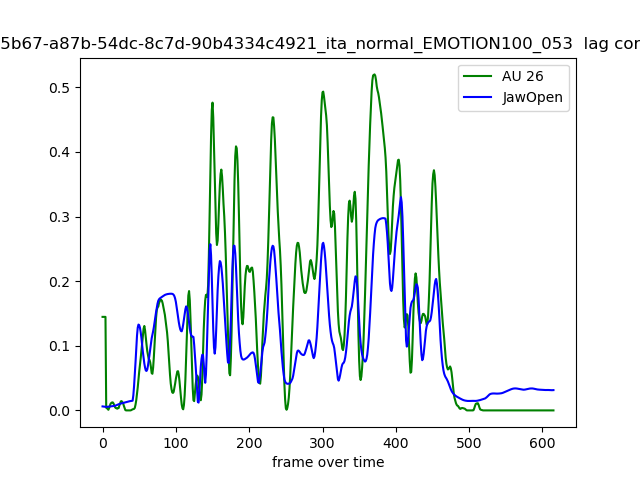 5b67-a87b-54dc-8c7d-90b4334c4921_ita_normal_EMOTION100_053 lag cor
AU 26
JawOpen
0.5
0.4
0.3
0.2
0.1
0.0
0 100 200 300 400 500 600
frame over time